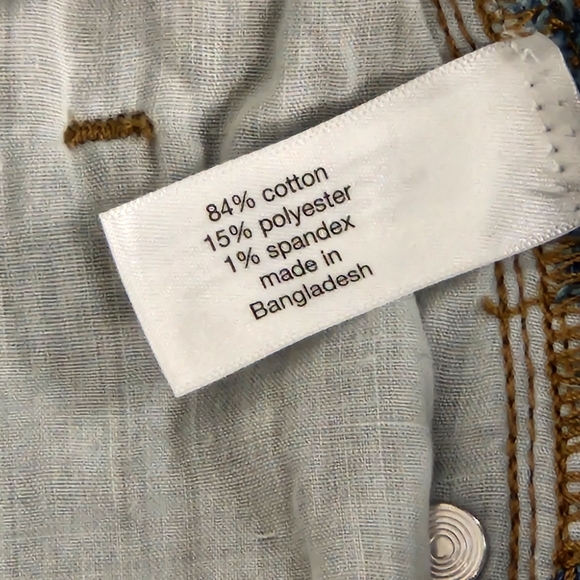 84% cotton
15% polyester
1% spandex
made in
Bangladesh